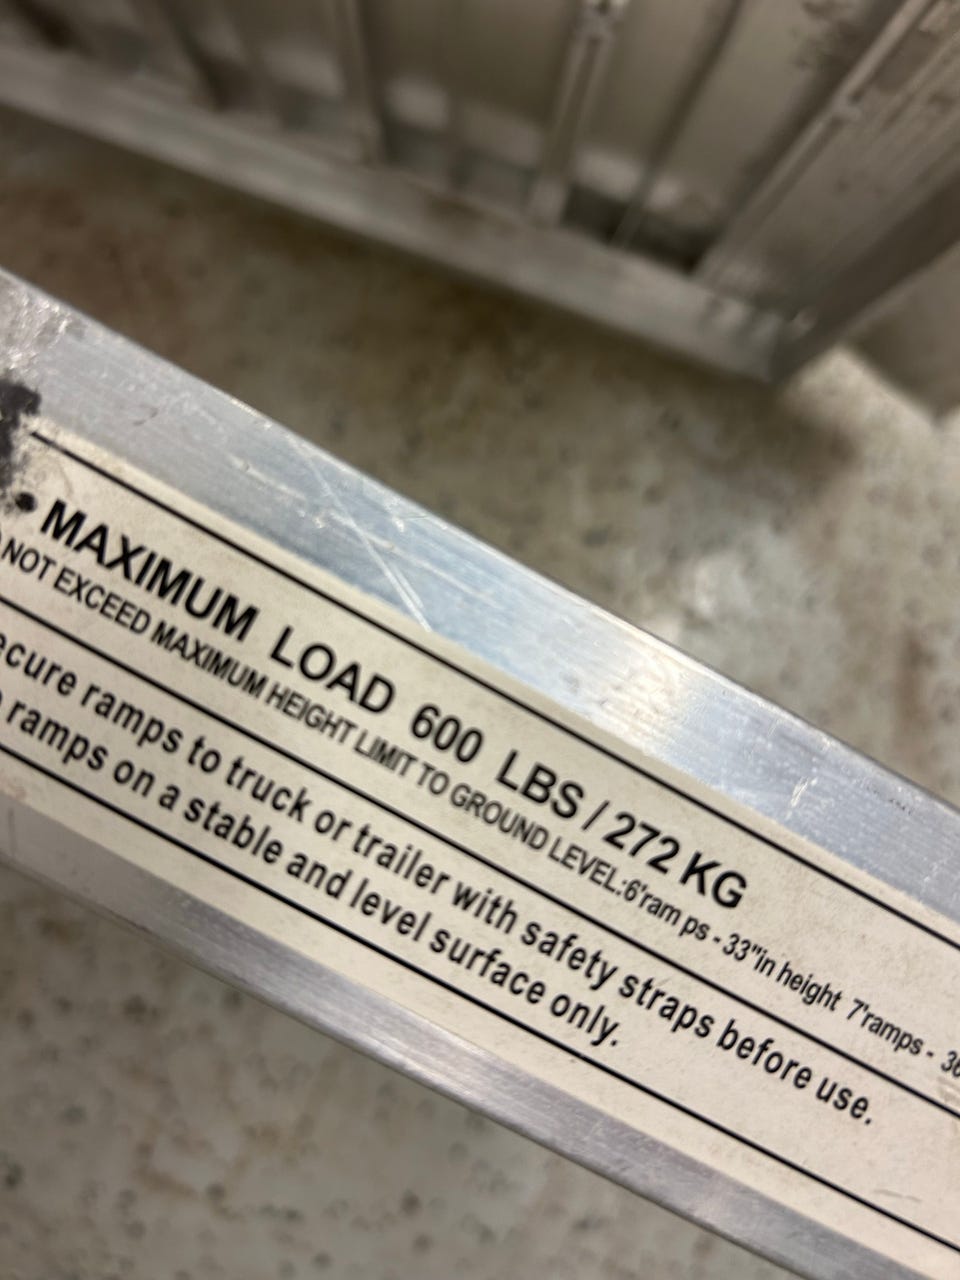 • MAXIMUM LOAD 600 LBS / 272 KG
NOT EXCEED MAXIMUM HEIGHT LIMIT TO GROUND LEVEL:6'ram ps - 33"in height 7'ramps -
ramps to truck or trailer with safety straps before use.
ramps on a stable and level surface only.